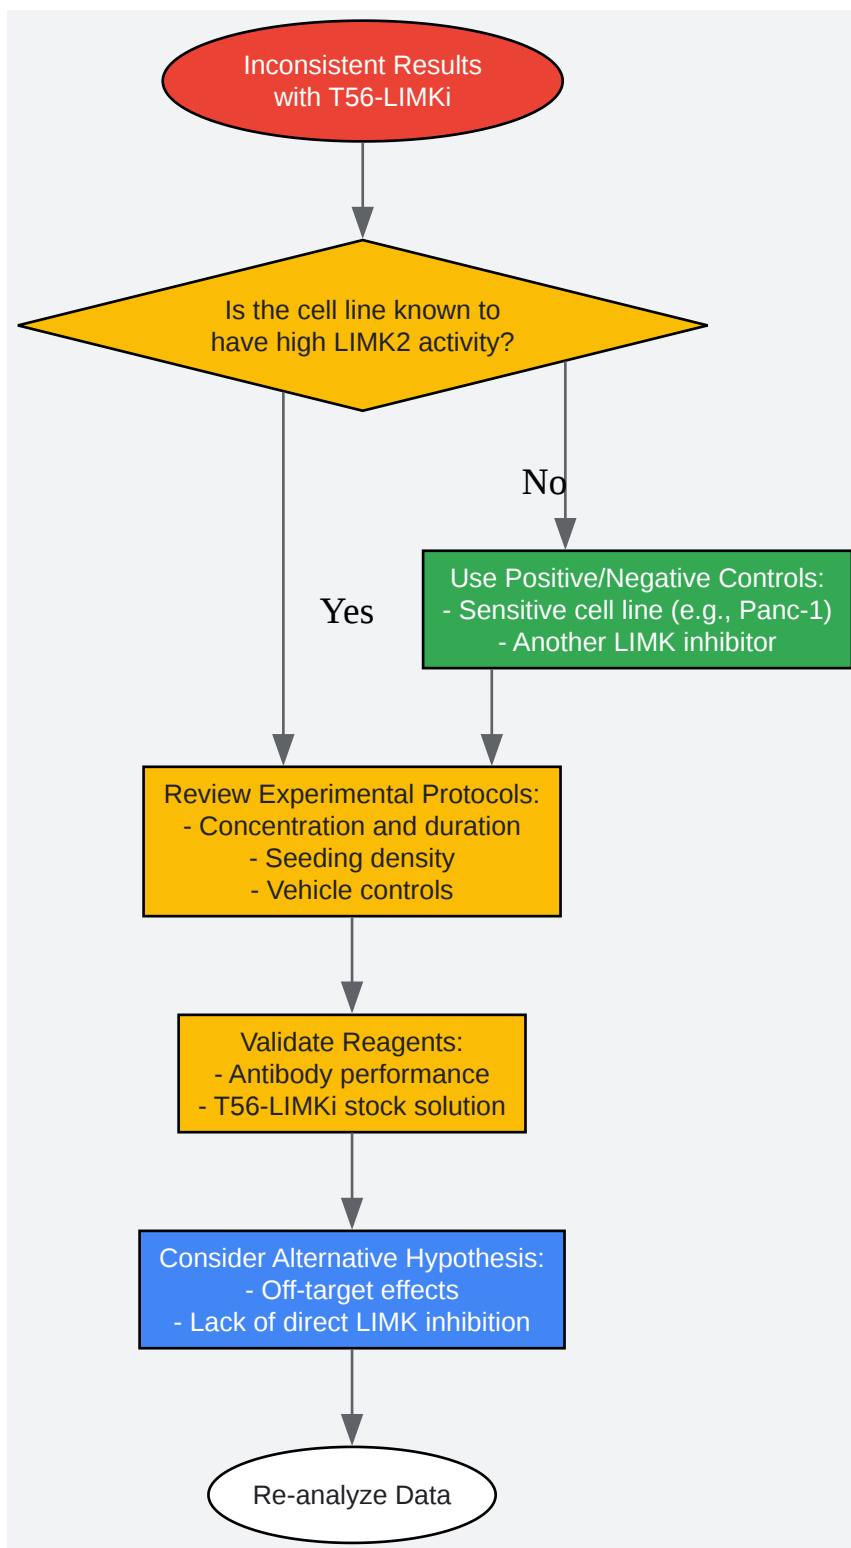 Inconsistent Results
with T56-LIMKi
Is the cell line known to
have high LIMK2 activity?
No
Use Positive/Negative Controls:
- Sensitive cell line (e.g., Panc-1)
- Another LIMK inhibitor
Yes
Review Experimental Protocols:
- Concentration and duration
- Seeding density
- Vehicle controls
Validate Reagents:
- Antibody performance
- T56-LIMKi stock solution
Consider Alternative Hypothesis:
- Off-target effects
- Lack of direct LIMK inhibition
Re-analyze Data